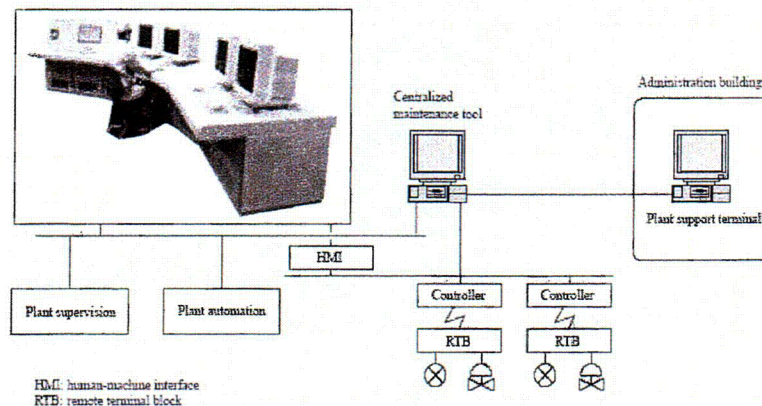 Centralized
maintenance tool
Administration building
Plant support terminal
HMI
Plant supervision
Plant automation
Controller
Controller
RTB
RTB
HMI: human-machine interface
RTB: remote terminal block